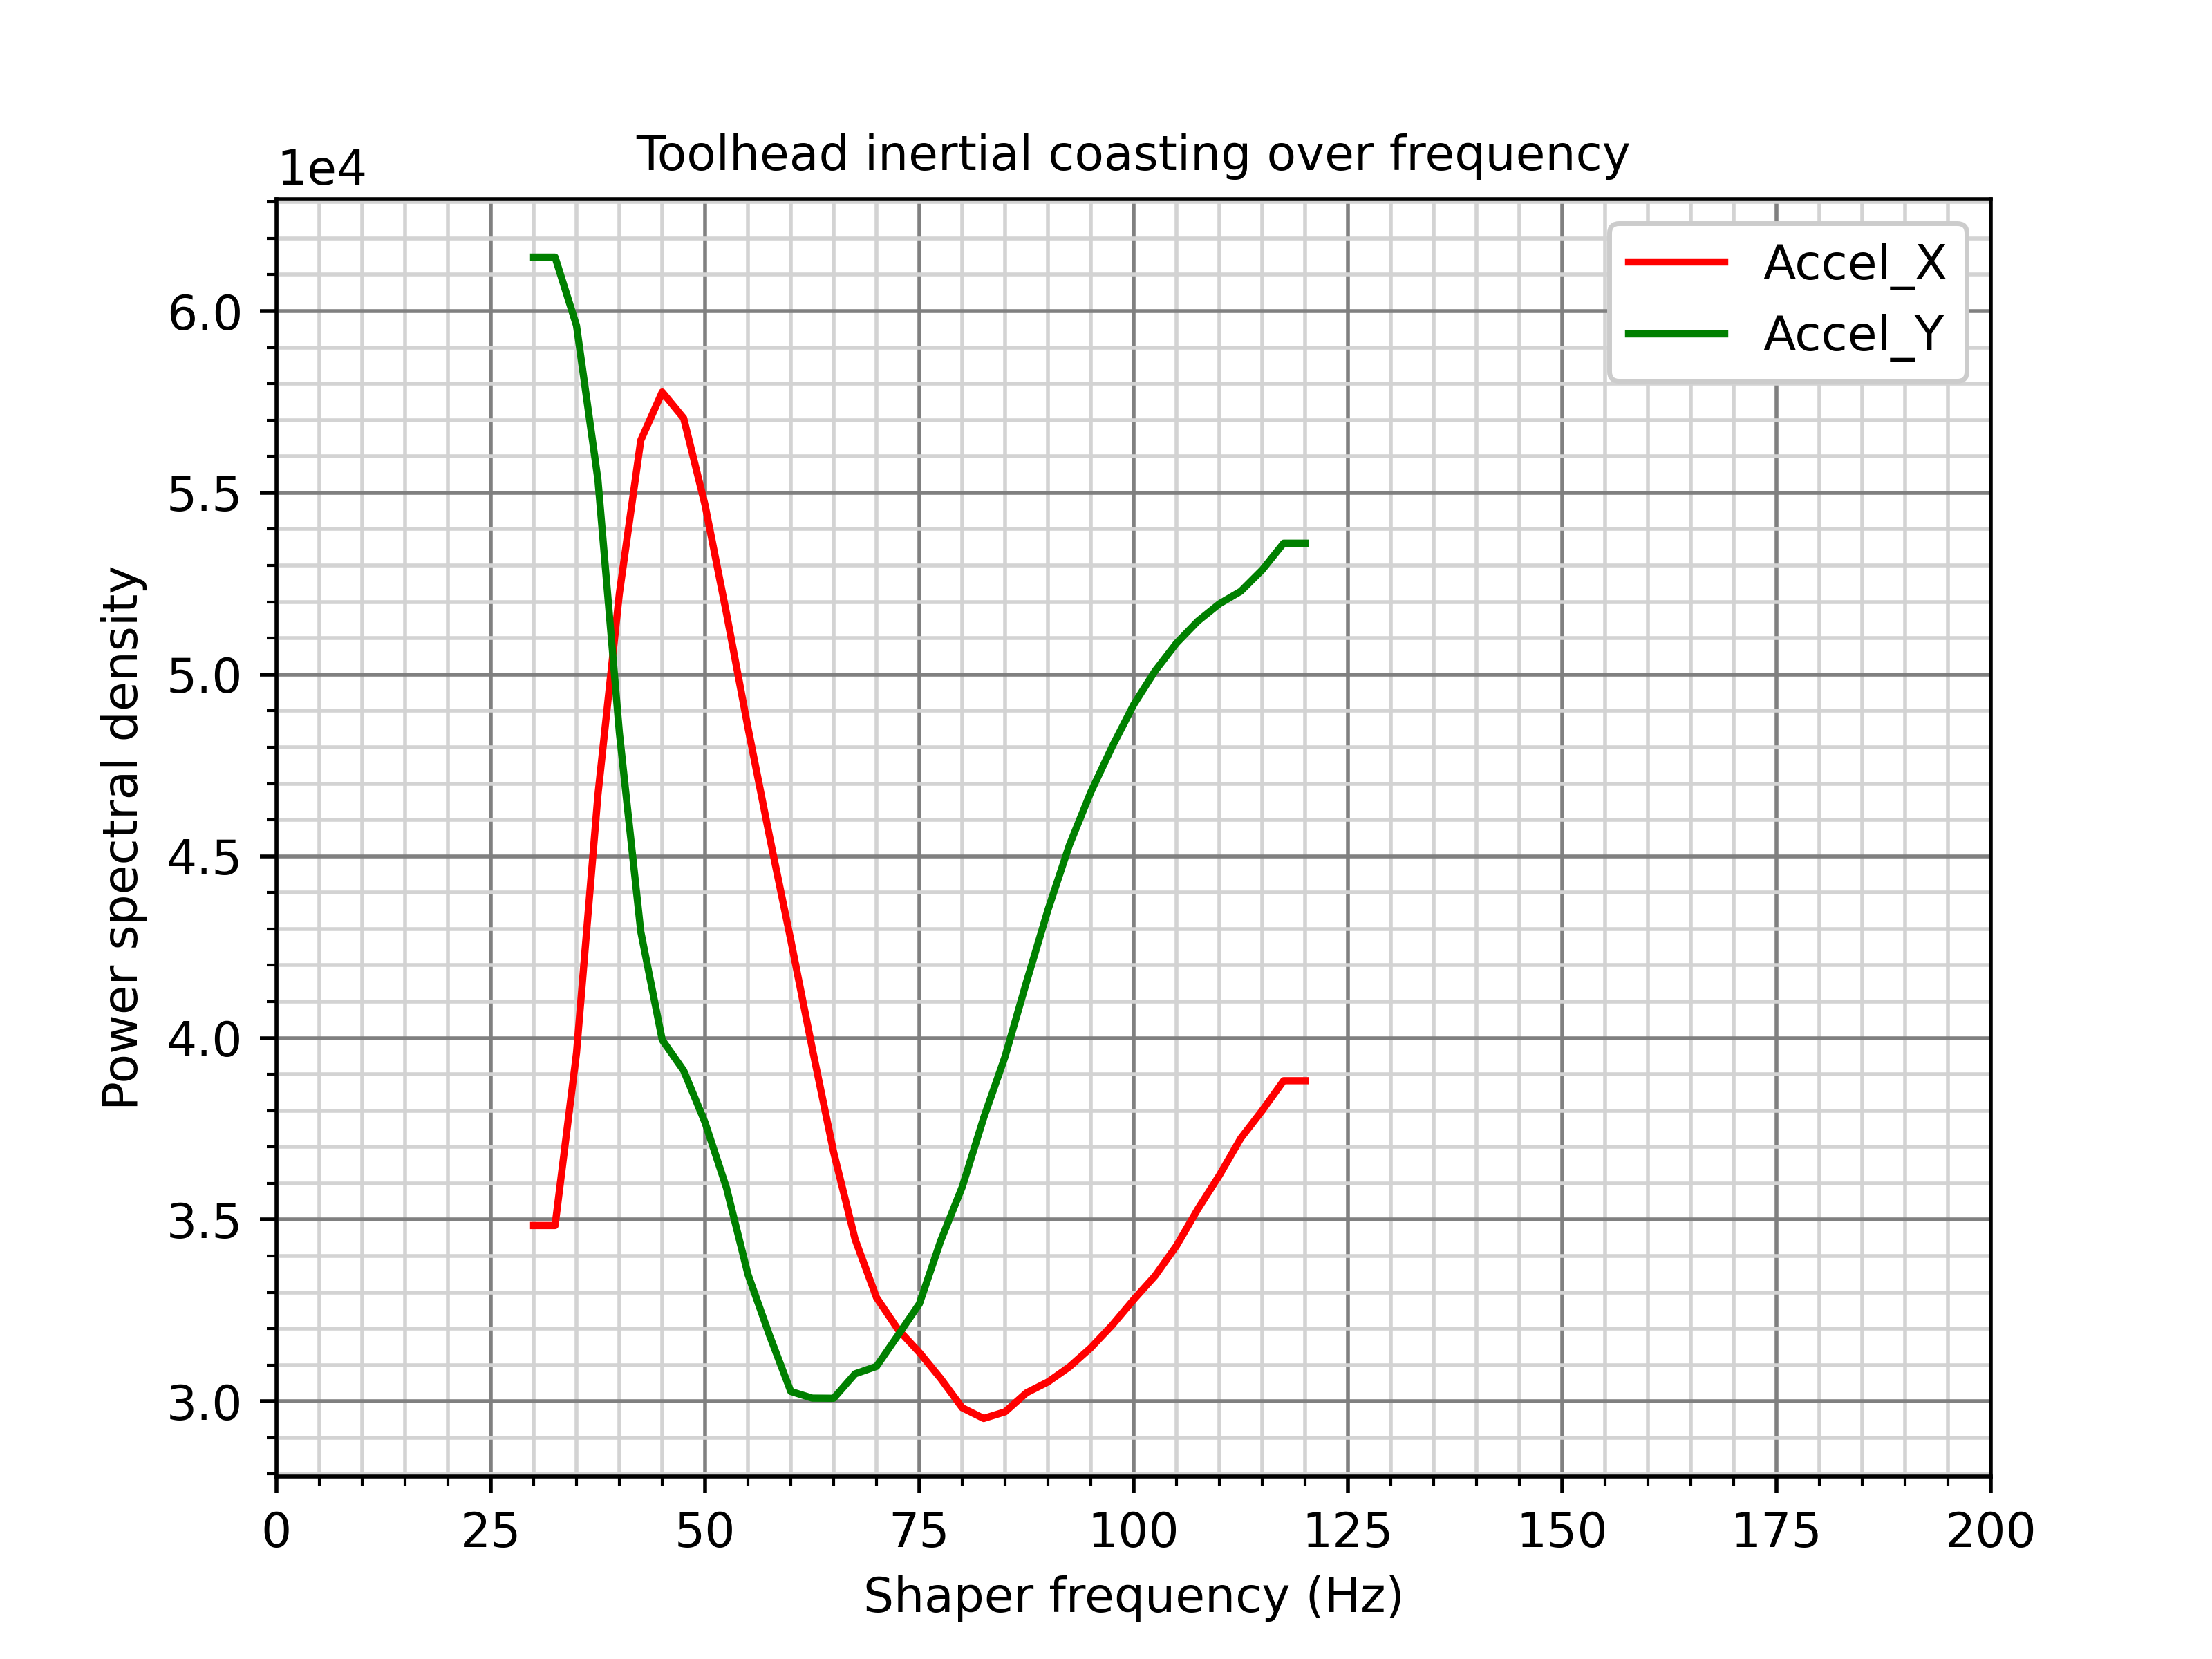 Toolhead inertial coasting over frequency
1e4
Accel_X
Accel_Y
6.0
5.5
5.0
4.5
4.0
3.5
3.0
Power spectral density
0 25 50 75 100 125 150 175 200
Shaper frequency (Hz)